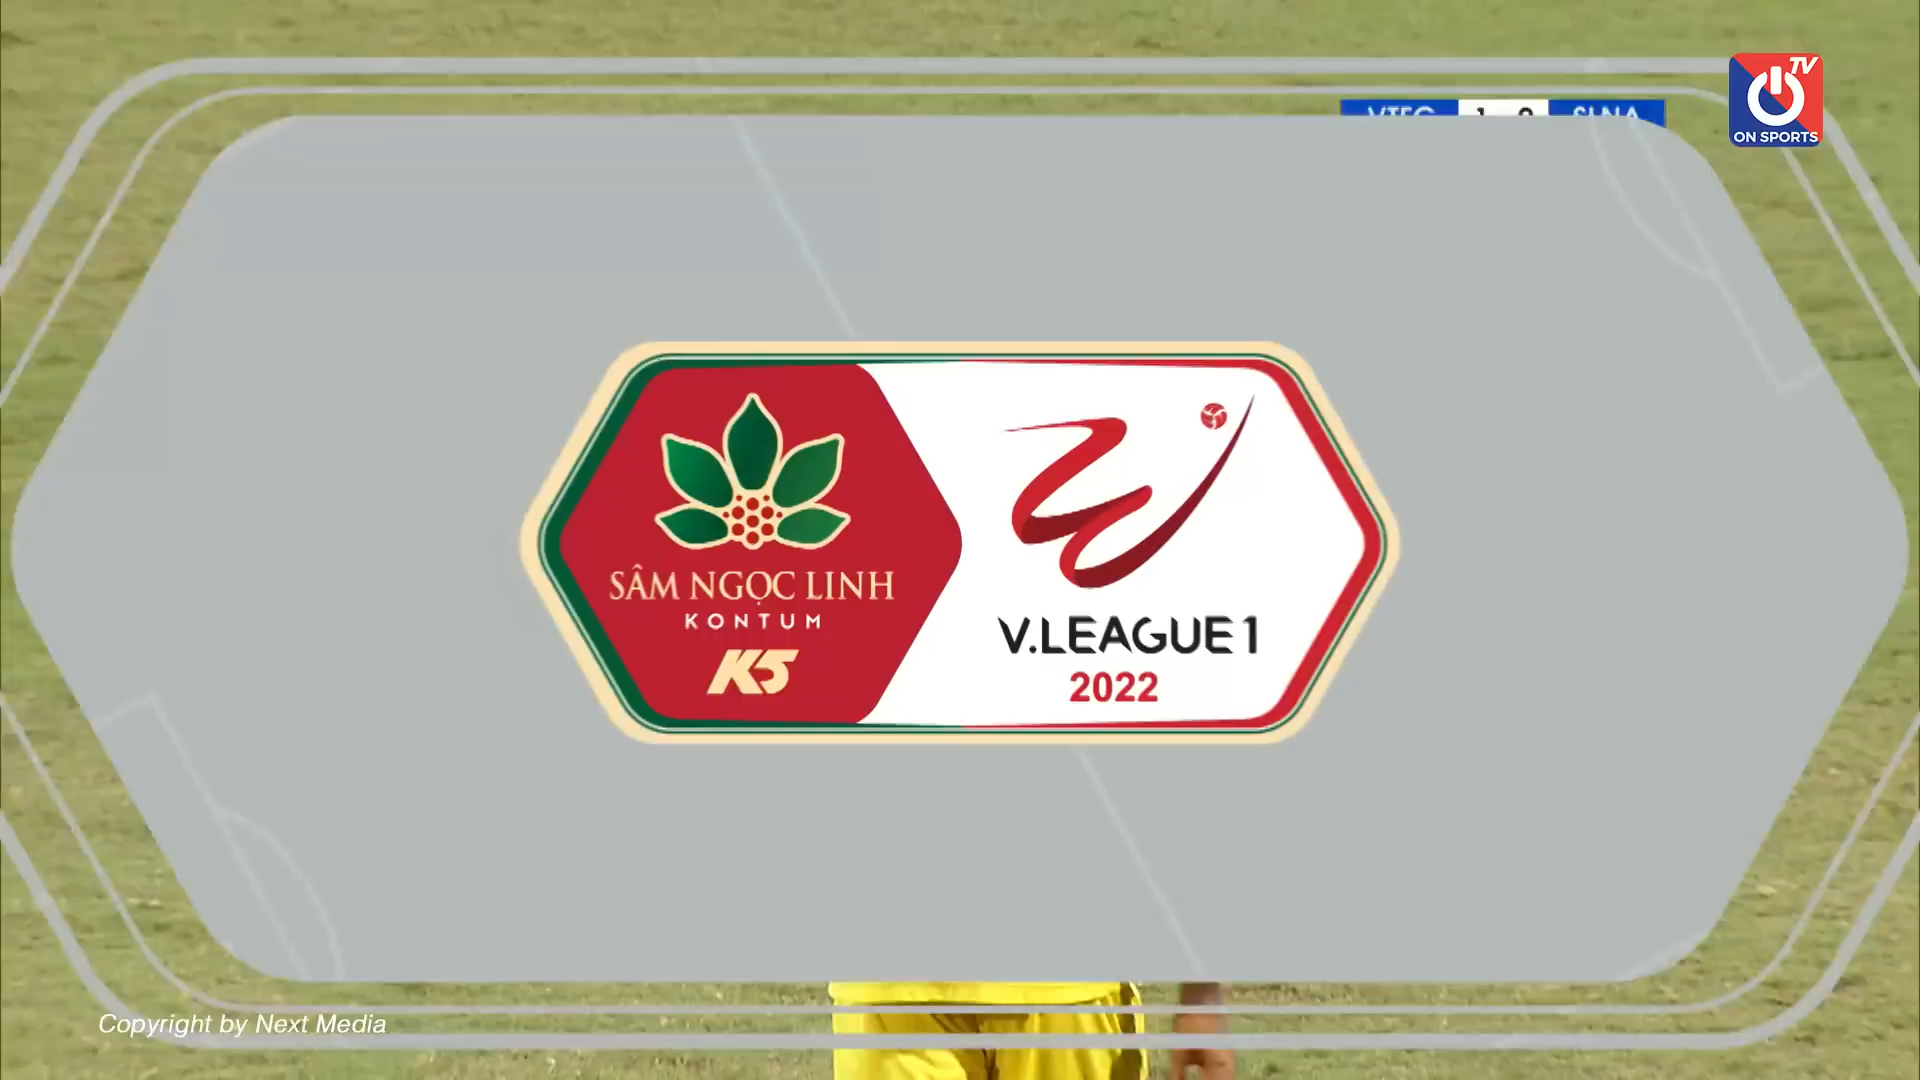 TV
ON SPORTS
SÂM NGỌC LINH
KONTUM
K5
V.LEAGUE 1
2022
Copyright by Next Media